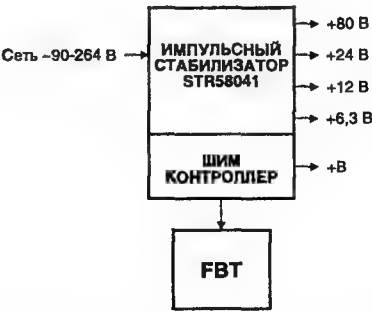 Сеть ~90-264 В
ИМПУЛЬСНЫЙ
СТАБИЛИЗАТОР
STR58041
+80 В
+24 В
+12 В
+6,3 В
ШИМ
КОНТРОЛЛЕР
+В
FBT